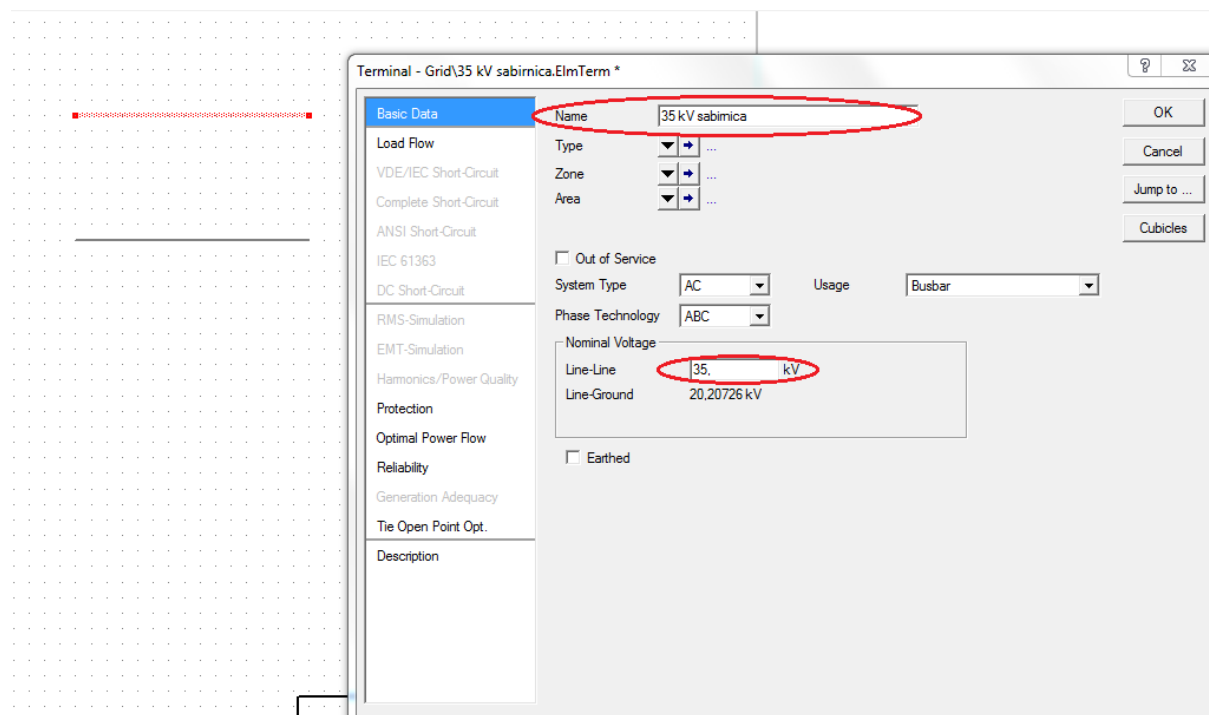 Terminal - Grid\35 kV sabirnica.ElmTerm *
Basic Data
Load Flow
VDE/IEC Short-Circuit
Complete Short-Circuit
ANSI Short-Circuit
IEC 61363
DC Short-Circuit
RMS-Simulation
EMT-Simulation
Harmonics/Power Quality
Protection
Optimal Power Flow
Reliability
Generation Adequacy
Tie Open Point Opt.
Description
Name 35 kV sabirnica
Type ...
Zone ...
Area ...
Out of Service
System Type AC Usage Busbar
Phase Technology ABC
Nominal Voltage
Line-Line 35, kV
Line-Ground 20,20726 kV
Earthed
OK
Cancel
Jump to ...
Cubicles